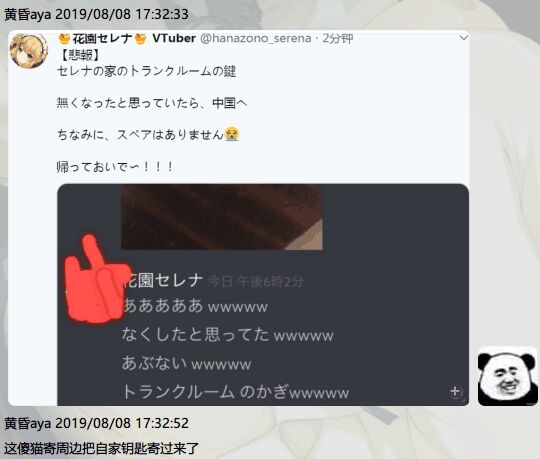 黄昏aya 2019/08/08 17:32:33
🍯花園セレナ🍯 VTuber @hanazono_serena · 2分钟
【悲報】
セレナの家のトランクルームの鍵
無くなったと思っていたら、中国へ
ちなみに、スペアはありません😭
帰っておいで〜！！！
花園セレナ 今日 午後6時2分
あああああ wwwww
なくしたと思ってた wwwww
あぶない wwwww
トランクルーム のかぎwwwww
黄昏aya 2019/08/08 17:32:52
这傻猫寄周边把自家钥匙寄过来了